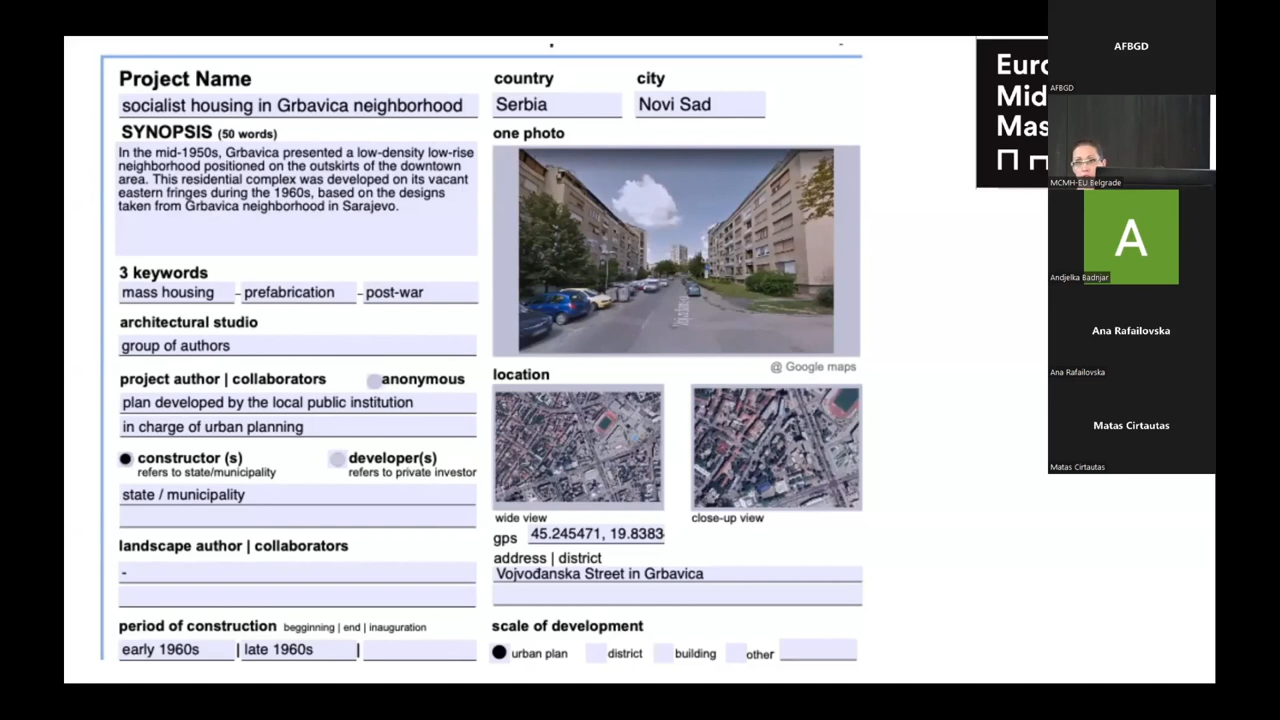 Project Name
socialist housing in Grbavica neighborhood
SYNOPSIS (50 words)
In the mid-1950s, Grbavica presented a low-density low-rise
neighborhood positioned on the outskirts of the downtown
area. This residential complex was developed on its vacant
eastern fringes during the 1960s, based on the designs
taken from Grbavica neighborhood in Sarajevo.
3 keywords
mass housing - prefabrication - post-war
architectural studio
group of authors
project author | collaborators anonymous
plan developed by the local public institution
in charge of urban planning
constructor (s) developer(s)
refers to state/municipality refers to private investor
state / municipality
landscape author | collaborators
-
period of construction begginning | end | inauguration
early 1960s | late 1960s |
country city
Serbia Novi Sad
one photo
@ Google maps
location
wide view close-up view
gps 45.245471, 19.8383
address | district
Vojvođanska Street in Grbavica
scale of development
urban plan district building other
Euro
Mid
Mas
AFBGD
AFBGD
MCMH-EU Belgrade
A
Andjelka Badnjar
Ana Rafailovska
Ana Rafailovska
Matas Cirtautas
Matas Cirtautas